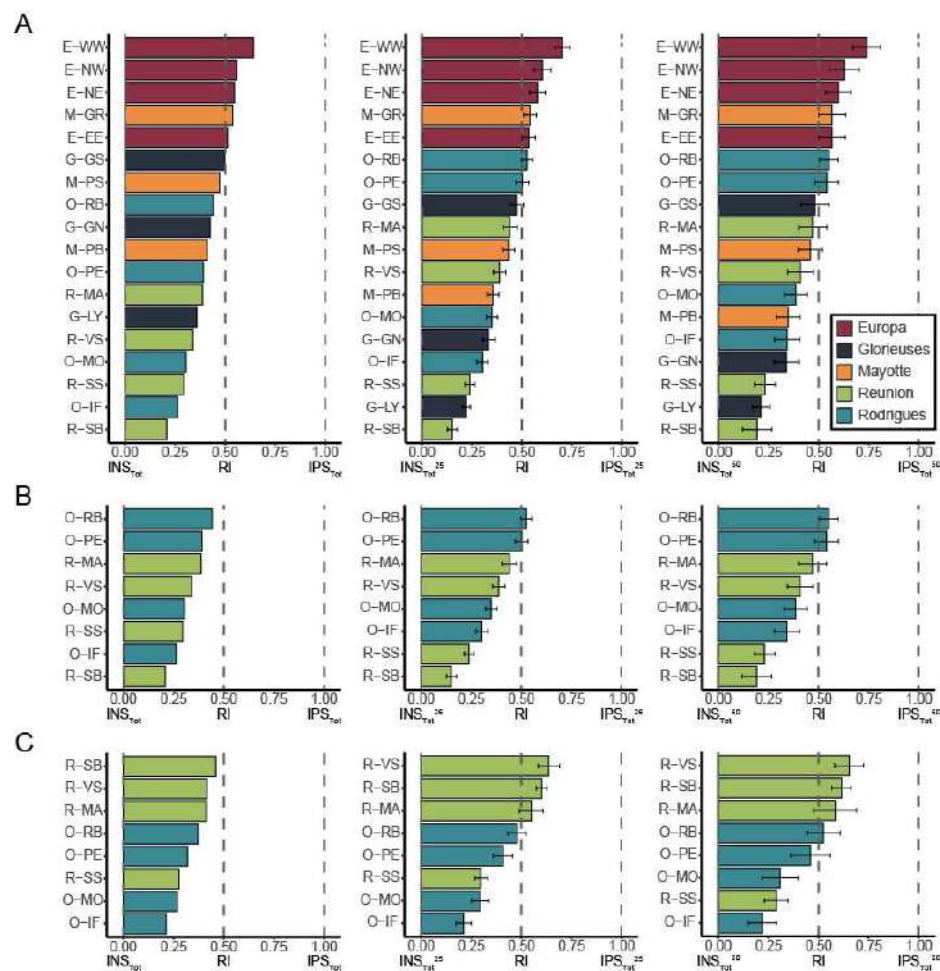 A
E-WW
E-NW
E-NE
M-GR
E-EE
G-GS
M-PS
O-RB
G-GN
M-PB
O-PE
R-MA
G-LY
R-VS
O-MO
R-SS
O-IF
R-SB
0.00 0.25 0.50 0.75 1.00
INS_Tot RI IPS_Tot
E-WW
E-NW
E-NE
M-GR
E-EE
O-RB
O-PE
G-GS
R-MA
M-PS
R-VS
M-PB
O-MO
G-GN
O-IF
R-SS
G-LY
R-SB
0.00 0.25 0.50 0.75 1.00
INS_Tot^25 RI IPS_Tot^25
E-WW
E-NW
E-NE
M-GR
E-EE
O-RB
O-PE
G-GS
R-MA
M-PS
R-VS
O-MO
M-PB
O-IF
G-GN
R-SS
G-LY
R-SB
0.00 0.25 0.50 0.75 1.00
INS_Tot^50 RI IPS_Tot^50
Europa
Glorieuses
Mayotte
Reunion
Rodrigues
B
O-RB
O-PE
R-MA
R-VS
O-MO
R-SS
O-IF
R-SB
0.00 0.25 0.50 0.75 1.00
INS_Tot RI IPS_Tot
O-RB
O-PE
R-MA
R-VS
O-MO
O-IF
R-SS
R-SB
0.00 0.25 0.50 0.75 1.00
INS_Tot^25 RI IPS_Tot^25
O-RB
O-PE
R-MA
R-VS
O-MO
O-IF
R-SS
R-SB
0.00 0.25 0.50 0.75 1.00
INS_Tot^50 RI IPS_Tot^50
C
R-SB
R-VS
R-MA
O-RB
O-PE
R-SS
O-MO
O-IF
0.00 0.25 0.50 0.75 1.00
INS_Tot RI IPS_Tot
R-VS
R-SB
R-MA
O-RB
O-PE
R-SS
O-MO
O-IF
0.00 0.25 0.50 0.75 1.00
INS_Tot^25 RI IPS_Tot^25
R-VS
R-SB
R-MA
O-RB
O-PE
O-MO
R-SS
O-IF
0.00 0.25 0.50 0.75 1.00
INS_Tot^50 RI IPS_Tot^50